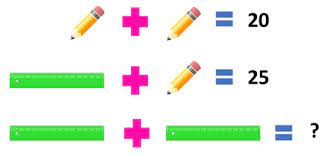 + = 20
+ = 25
+ = ?